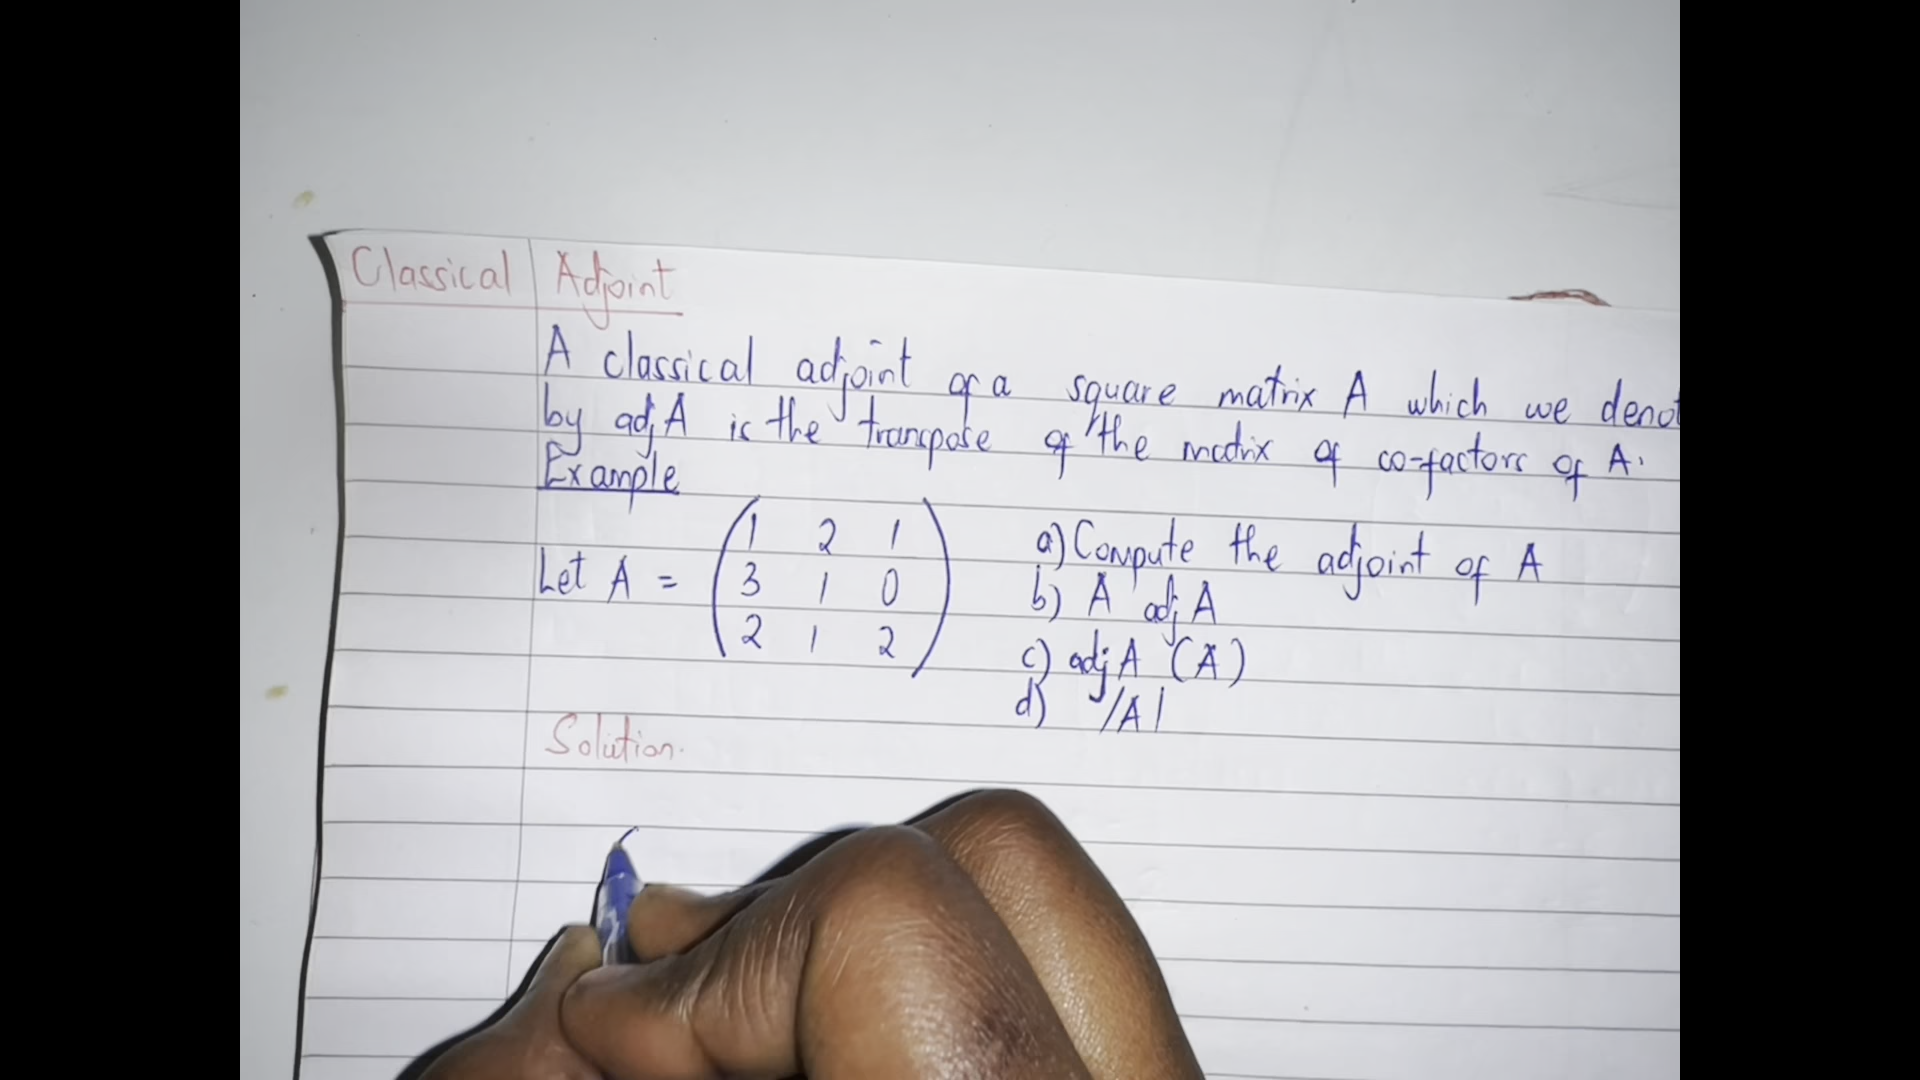 Classical Adjoint
A classical adjoint of a square matrix A which we denot
by adj A is the transpose of the matrix of co-factors of A.
Example
Let A = ( 1 2 1
3 1 0
2 1 2 )
a) Compute the adjoint of A
b) A adj A
c) adj A (A)
d) |A|
Solution.